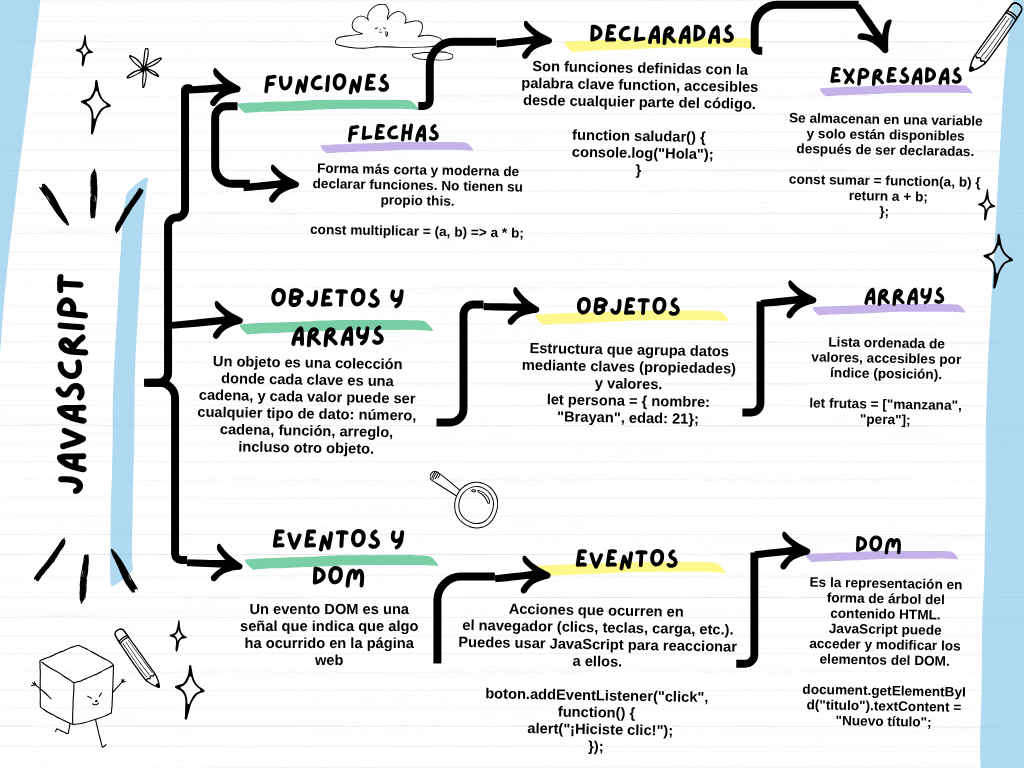 JAVASCRIPT
FUNCIONES
FLECHAS
Forma más corta y moderna de
declarar funciones. No tienen su
propio this.
const multiplicar = (a, b) => a * b;
DECLARADAS
Son funciones definidas con la
palabra clave function, accesibles
desde cualquier parte del código.
function saludar() {
console.log("Hola");
}
EXPRESADAS
Se almacenan en una variable
y solo están disponibles
después de ser declaradas.
const sumar = function(a, b) {
return a + b;
};
OBJETOS Y
ARRAYS
Un objeto es una colección
donde cada clave es una
cadena, y cada valor puede ser
cualquier tipo de dato: número,
cadena, función, arreglo,
incluso otro objeto.
OBJETOS
Estructura que agrupa datos
mediante claves (propiedades)
y valores.
let persona = { nombre:
"Brayan", edad: 21};
ARRAYS
Lista ordenada de
valores, accesibles por
índice (posición).
let frutas = ["manzana",
"pera"];
EVENTOS Y
DOM
Un evento DOM es una
señal que indica que algo
ha ocurrido en la página
web
EVENTOS
Acciones que ocurren en
el navegador (clics, teclas, carga, etc.).
Puedes usar JavaScript para reaccionar
a ellos.
boton.addEventListener("click",
function() {
alert("¡Hiciste clic!");
});
DOM
Es la representación en
forma de árbol del
contenido HTML.
JavaScript puede
acceder y modificar los
elementos del DOM.
document.getElementByI
d("titulo").textContent =
"Nuevo título";